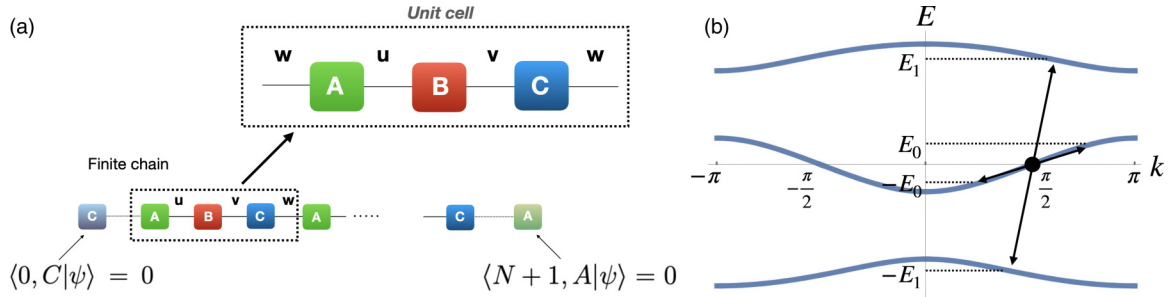 (a)
Unit cell
w u v w
A B C
Finite chain
u v w
C A B C A ..... C A
⟨0, C|ψ⟩ = 0
⟨N + 1, A|ψ⟩ = 0
(b)
E
E₁
E₀
−π −π/2 π/2 π k
−E₀
−E₁